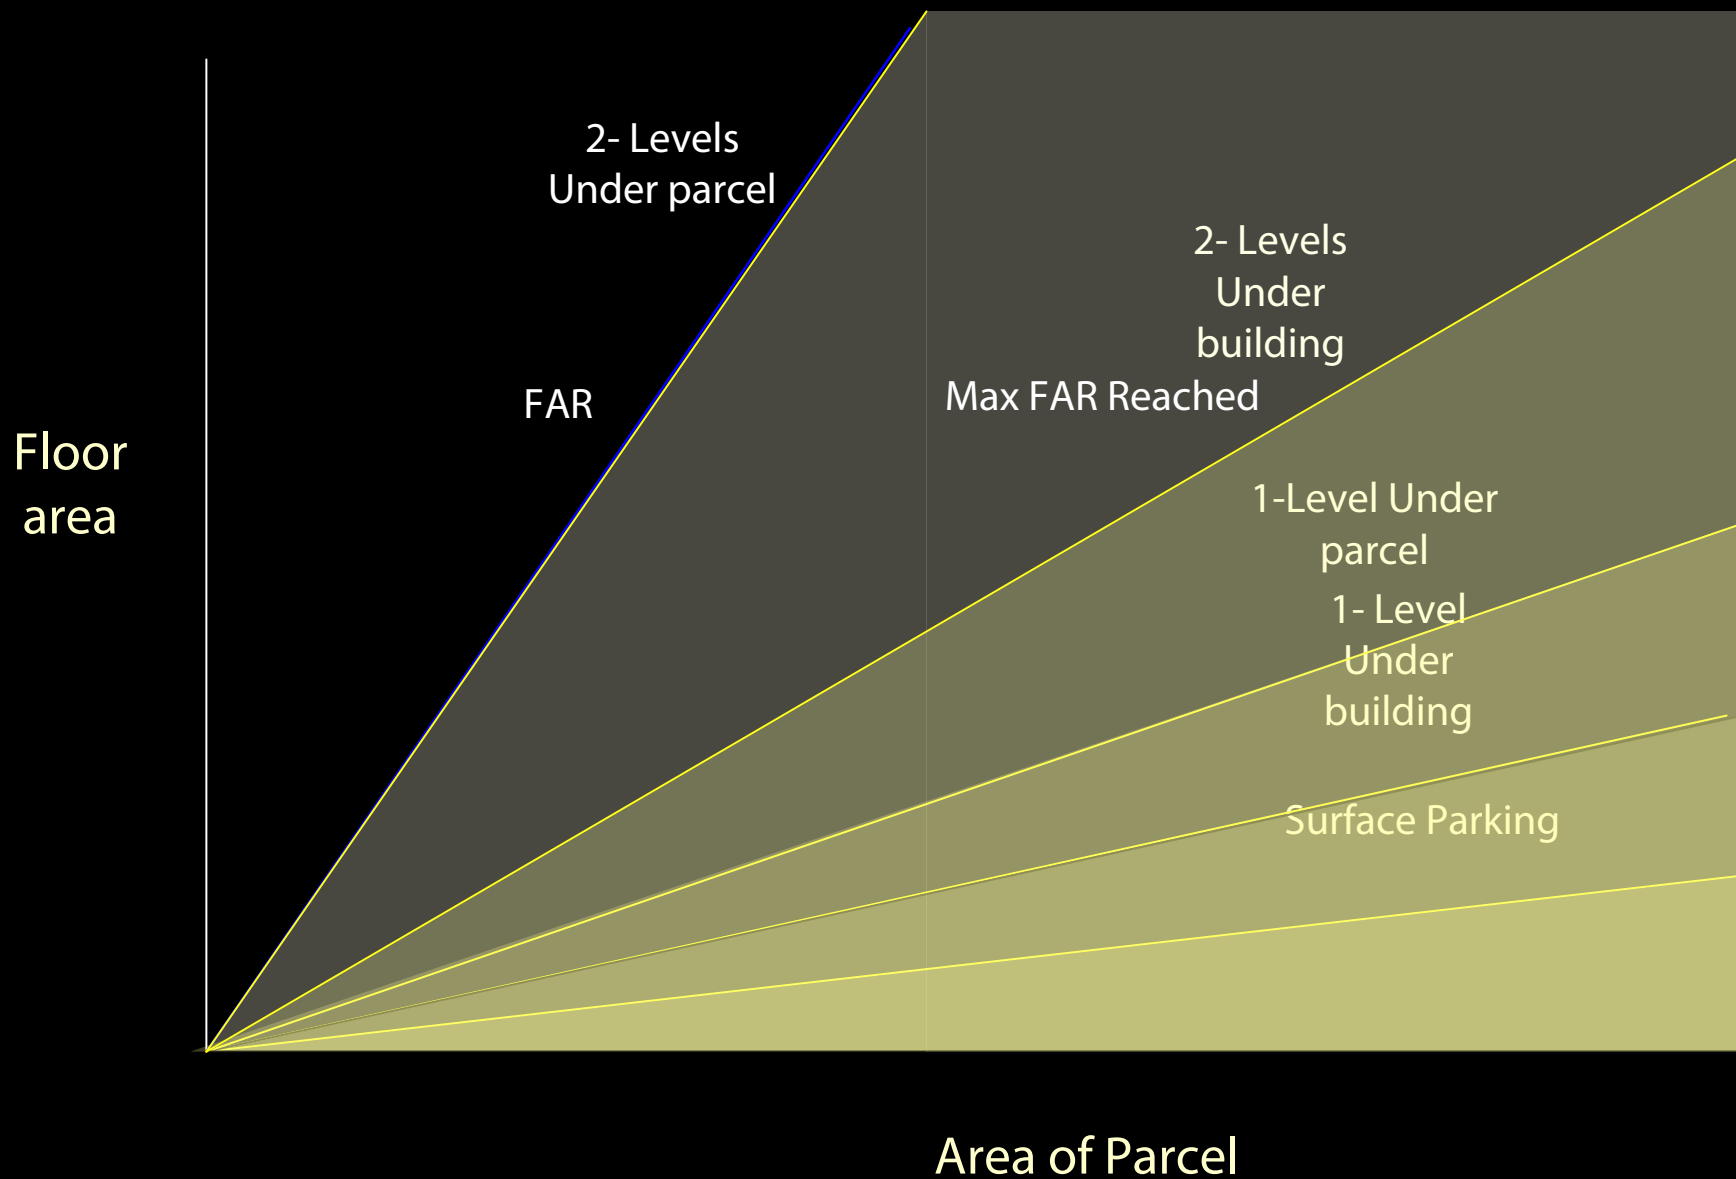 2- Levels
Under parcel
2- Levels
Under
building
FAR
Max FAR Reached
Floor
area
1-Level Under
parcel
1- Level
Under
building
Surface Parking
Area of Parcel